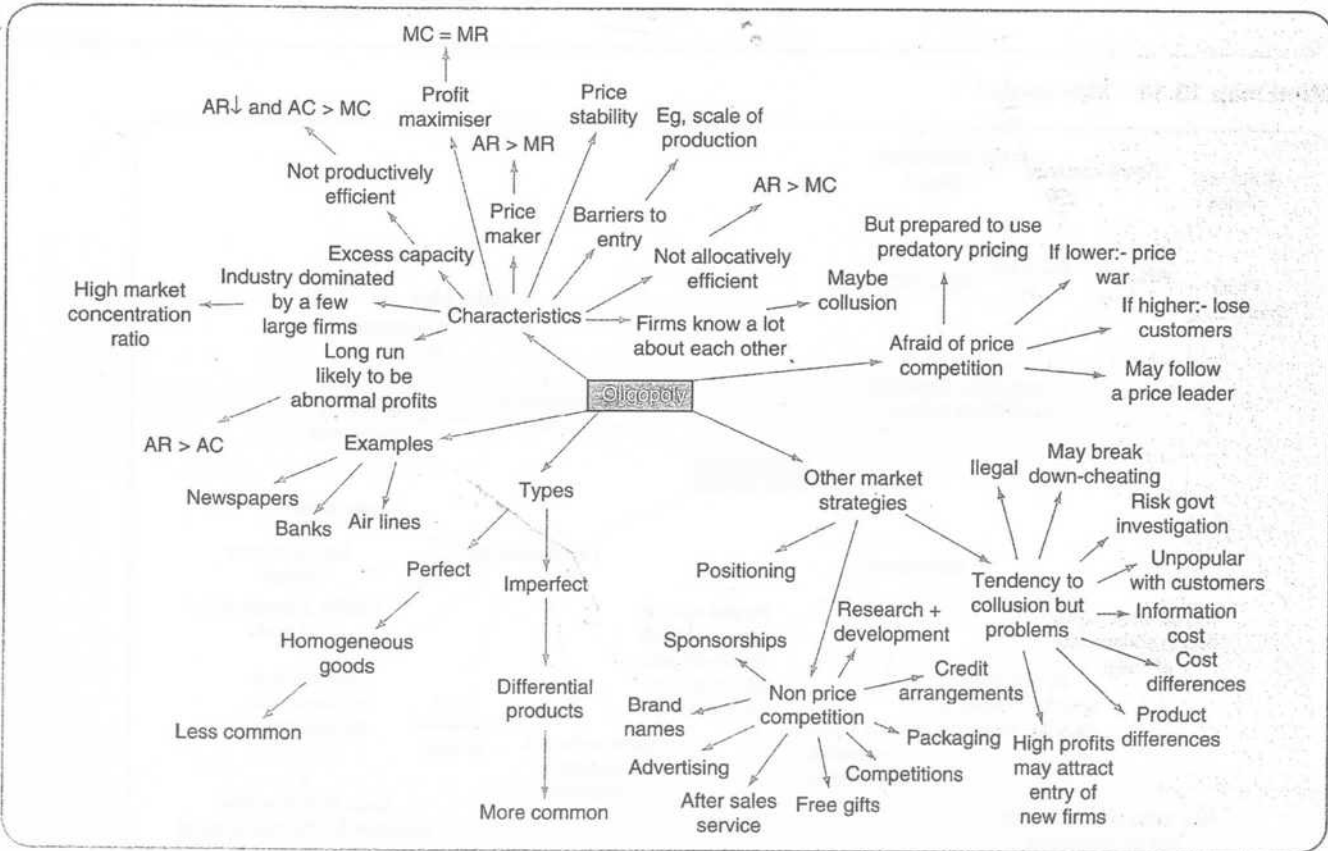 MC = MR
Profit
maximiser
AR↓ and AC > MC
Not productively
efficient
Excess capacity
AR > MR
Price
maker
Price
stability
Eg, scale of
production
Barriers to
entry
AR > MC
Not allocatively
efficient
High market
concentration
ratio
Industry dominated
by a few
large firms
Characteristics
Firms know a lot
about each other
Maybe
collusion
Long run
likely to be
abnormal profits
AR > AC
Oligopoly
But prepared to use
predatory pricing
If lower:- price
war
If higher:- lose
customers
May follow
a price leader
Afraid of price
competition
Examples
Newspapers
Banks
Air lines
Types
Perfect
Homogeneous
goods
Less common
Imperfect
Differential
products
More common
Other market
strategies
Positioning
Non price
competition
Sponsorships
Research +
development
Credit
arrangements
Brand
names
Packaging
Advertising
Competitions
After sales
service
Free gifts
Tendency to
collusion but
problems
Ilegal
May break
down-cheating
Risk govt
investigation
Unpopular
with customers
Information
cost
Cost
differences
Product
differences
High profits
may attract
entry of
new firms